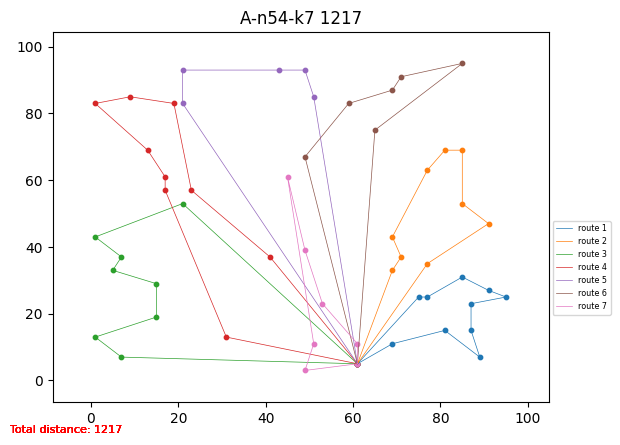 A-n54-k7 1217
100
80
60
40
20
0
0 20 40 60 80 100
route 1
route 2
route 3
route 4
route 5
route 6
route 7
Total distance: 1217